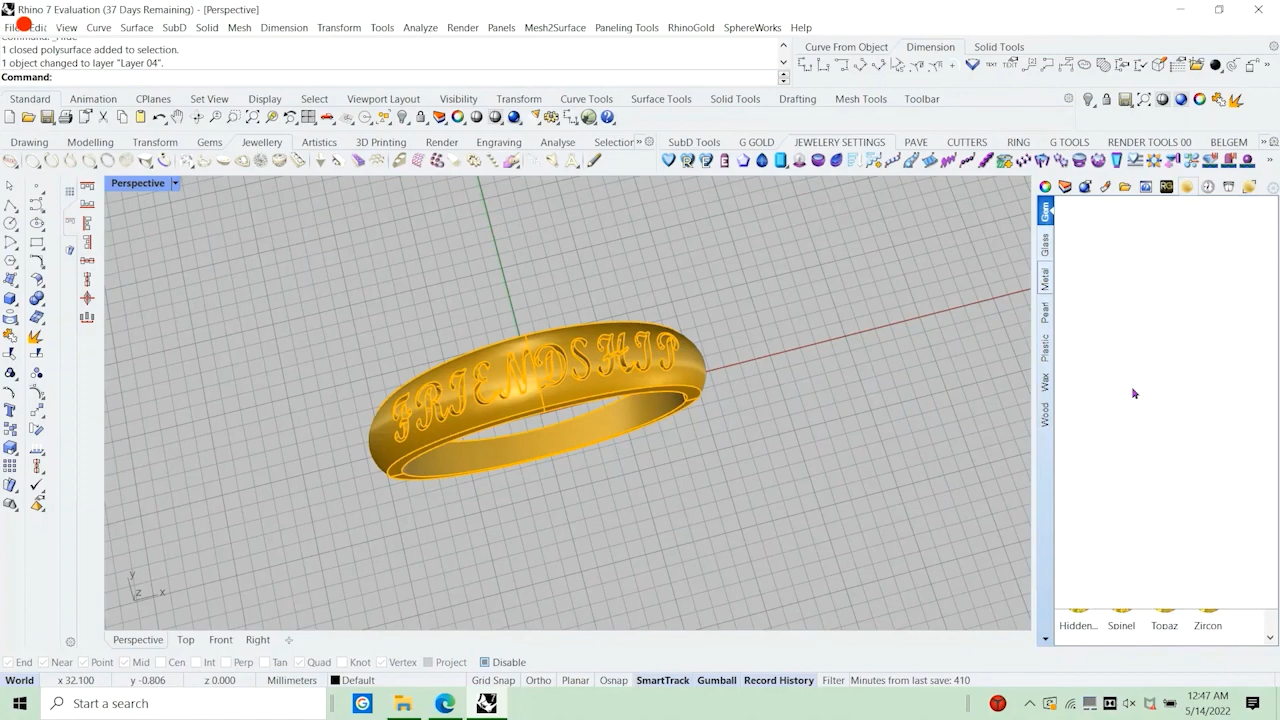 Rhino 7 Evaluation (37 Days Remaining) - [Perspective]
File Edit View Curve Surface SubD Solid Mesh Dimension Transform Tools Analyze Render Panels Mesh2Surface Paneling Tools RhinoGold SphereWorks Help
1 closed polysurface added to selection.
1 object changed to layer "Layer 04".
Command:
Curve From Object Dimension Solid Tools
Standard Animation CPlanes Set View Display Select Viewport Layout Visibility Transform Curve Tools Surface Tools Solid Tools Drafting Mesh Tools Toolbar
Drawing Modelling Transform Gems Jewellery Artistics 3D Printing Render Engraving Analyse Selection SubD Tools G GOLD JEWELERY SETTINGS PAVE CUTTERS RING G TOOLS RENDER TOOLS 00 BELGEM
Perspective
Gem
Glass
Metal
Pearl
Plastic
Wax
Wood
FRIENDSHIP
y
z x
Hidden... Spinel Topaz Zircon
Perspective Top Front Right
End Near Point Mid Cen Int Perp Tan Quad Knot Vertex Project Disable
World x 32.100 y -0.806 z 0.000 Millimeters Default Grid Snap Ortho Planar Osnap SmartTrack Gumball Record History Filter Minutes from last save: 410
Start a search
12:47 AM
5/14/2022